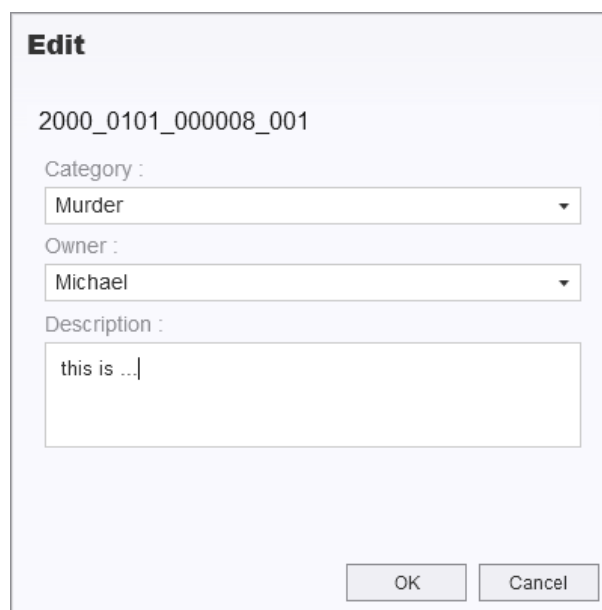 Edit
2000_0101_000008_001
Category :
Murder
Owner :
Michael
Description :
this is ...
OK Cancel